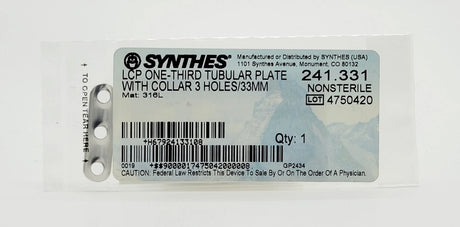 SYNTHES®
Manufactured or Distributed by SYNTHES (USA)
1101 Synthes Avenue, Monument, CO 80132
LCP ONE-THIRD TUBULAR PLATE
WITH COLLAR 3 HOLES/33MM
Mat: 316L
241.331
NONSTERILE
LOT 4750420
+H67924133108
Qty: 1
0019
+$$9000017475042000008
GIP2434
CAUTION: Federal Law Restricts This Device To Sale By Or On The Order Of A Physician.
TO OPEN TEAR HERE